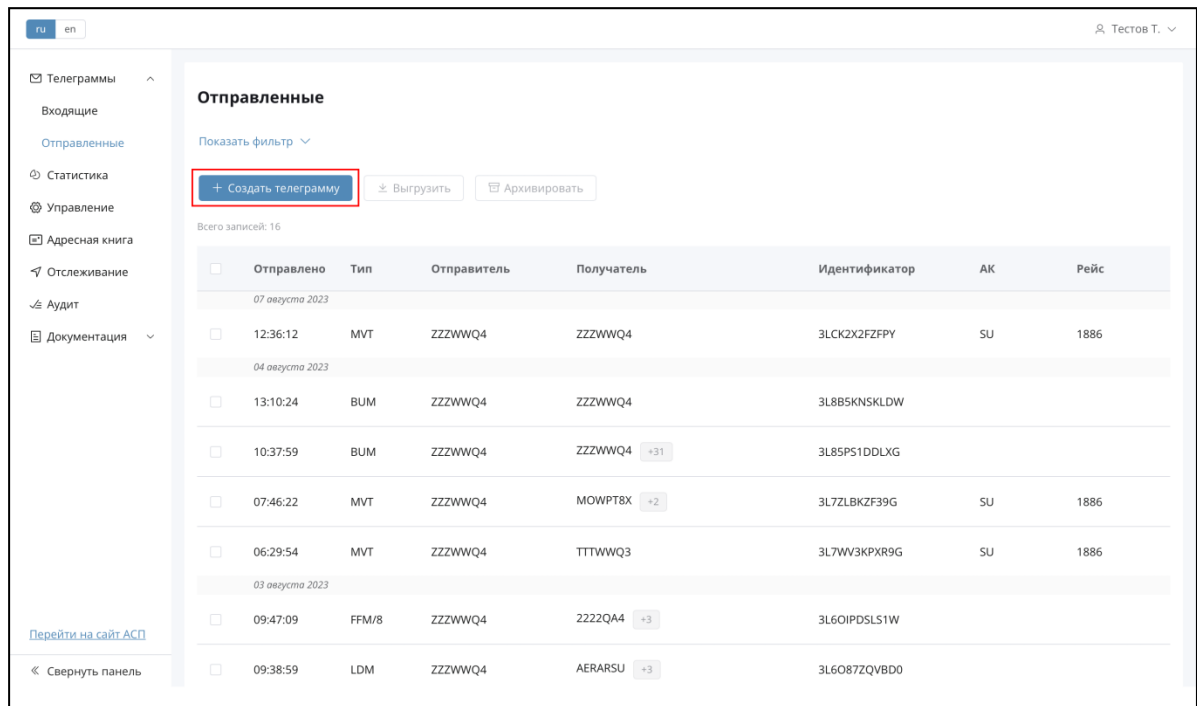 ru en
Тестов Т.
Телеграммы
Входящие
Отправленные
Статистика
Управление
Адресная книга
Отслеживание
Аудит
Документация
Перейти на сайт АСП
« Свернуть панель
Отправленные
Показать фильтр
+ Создать телеграмму Выгрузить Архивировать
Всего записей: 16
Отправлено Тип Отправитель Получатель Идентификатор АК Рейс
07 августа 2023
12:36:12 MVT ZZZWWQ4 ZZZWWQ4 3LCK2X2FZFPY SU 1886
04 августа 2023
13:10:24 BUM ZZZWWQ4 ZZZWWQ4 3L8B5KNSKLDW
10:37:59 BUM ZZZWWQ4 ZZZWWQ4 +31 3L85PS1DDLXG
07:46:22 MVT ZZZWWQ4 MOWPT8X +2 3L7ZLBKZF39G SU 1886
06:29:54 MVT ZZZWWQ4 TTTWWQ3 3L7WV3KPXR9G SU 1886
03 августа 2023
09:47:09 FFM/8 ZZZWWQ4 2222QA4 +3 3L6OIPDSLS1W
09:38:59 LDM ZZZWWQ4 AERARSU +3 3L6O87ZQVBD0